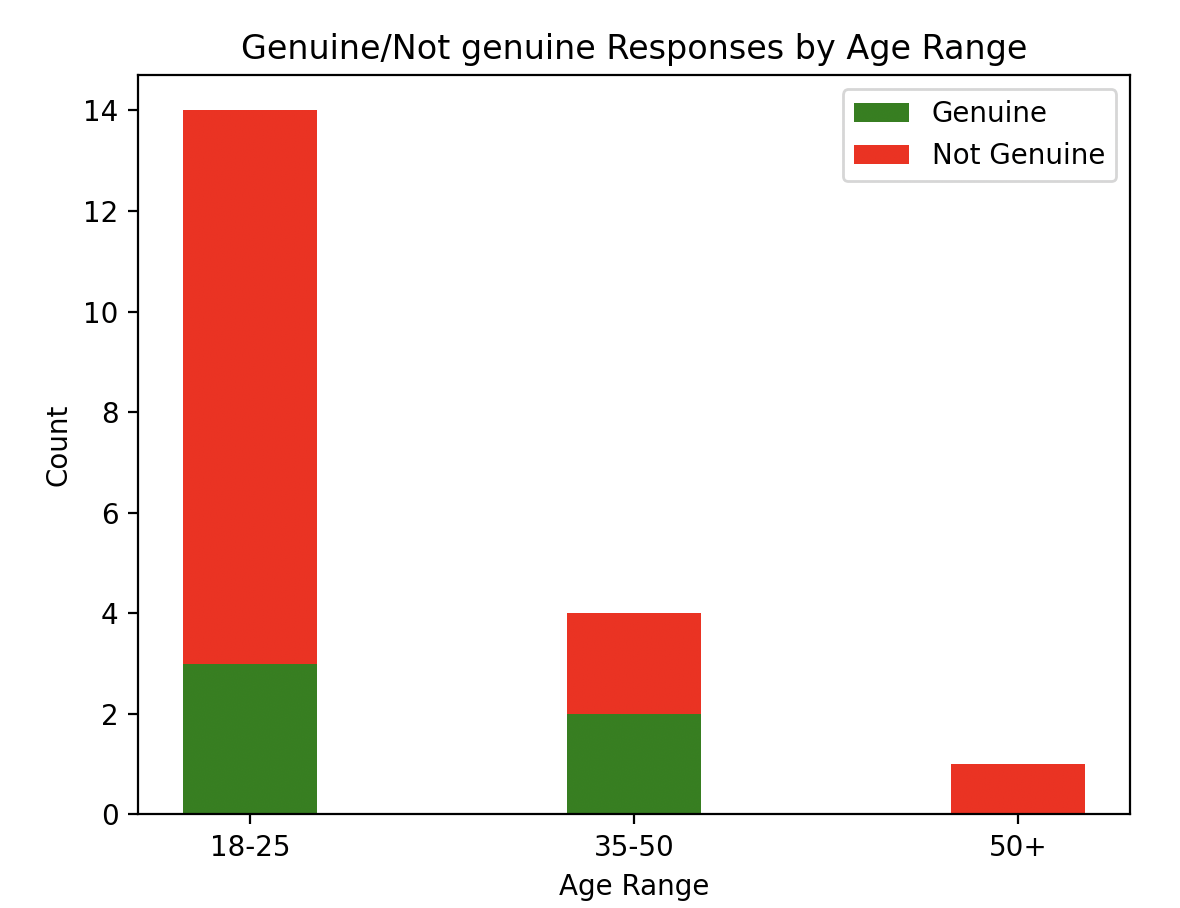 Genuine/Not genuine Responses by Age Range
Genuine
Not Genuine
14
12
10
8
6
4
2
0
Count
18-25
35-50
50+
Age Range